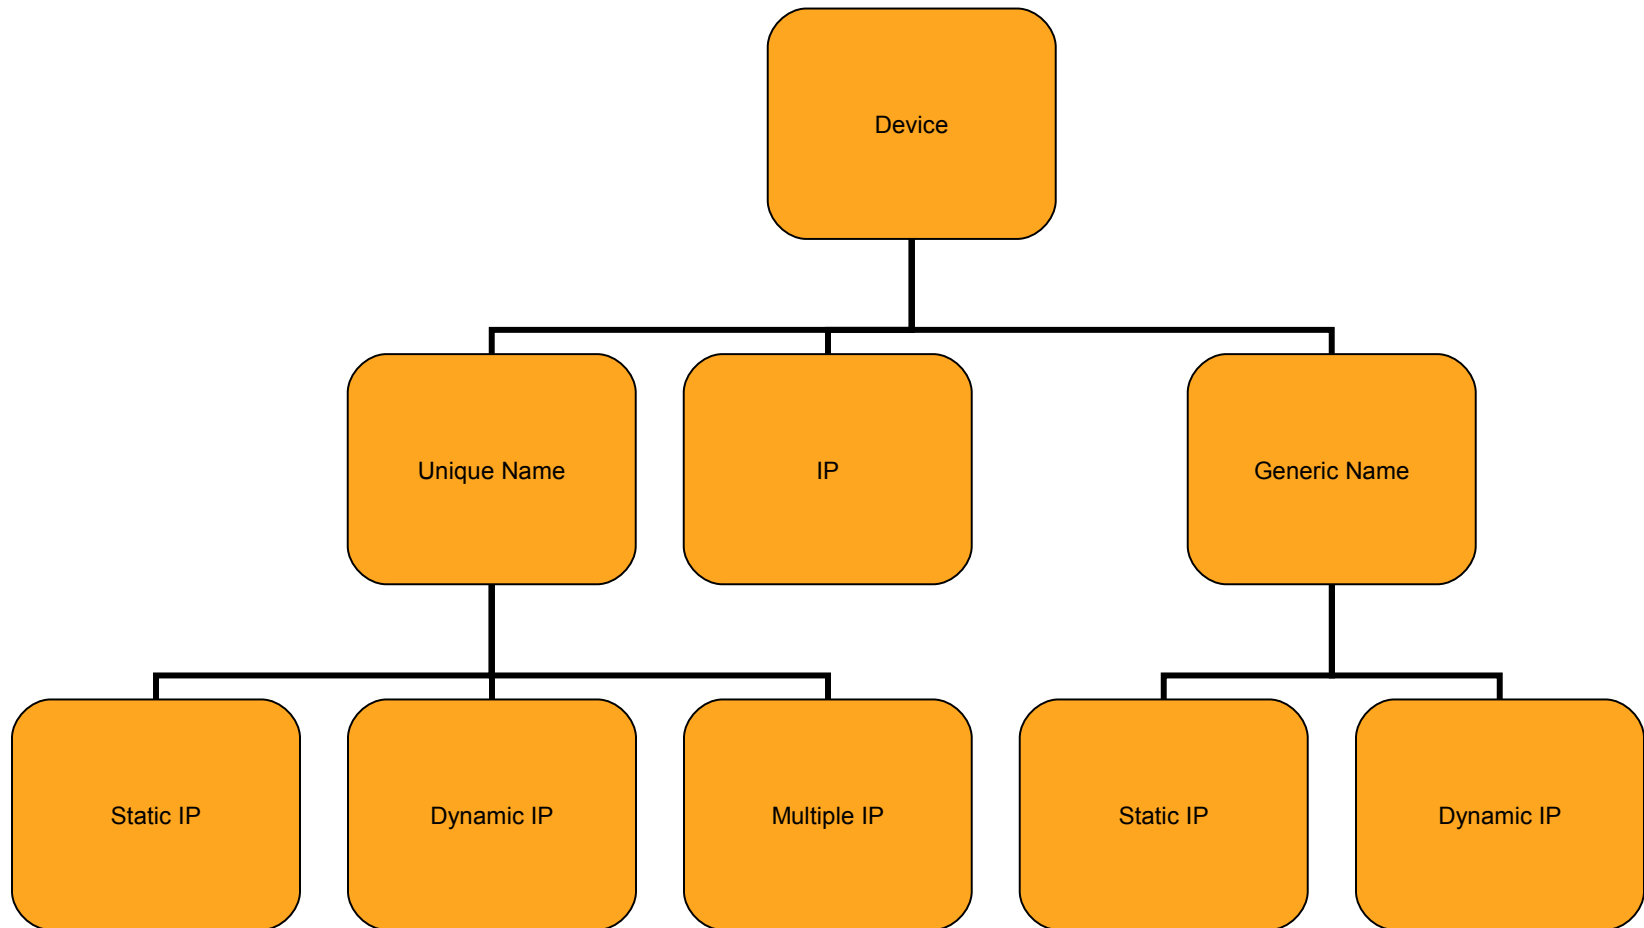 Device
Unique Name
IP
Generic Name
Static IP
Dynamic IP
Multiple IP
Static IP
Dynamic IP